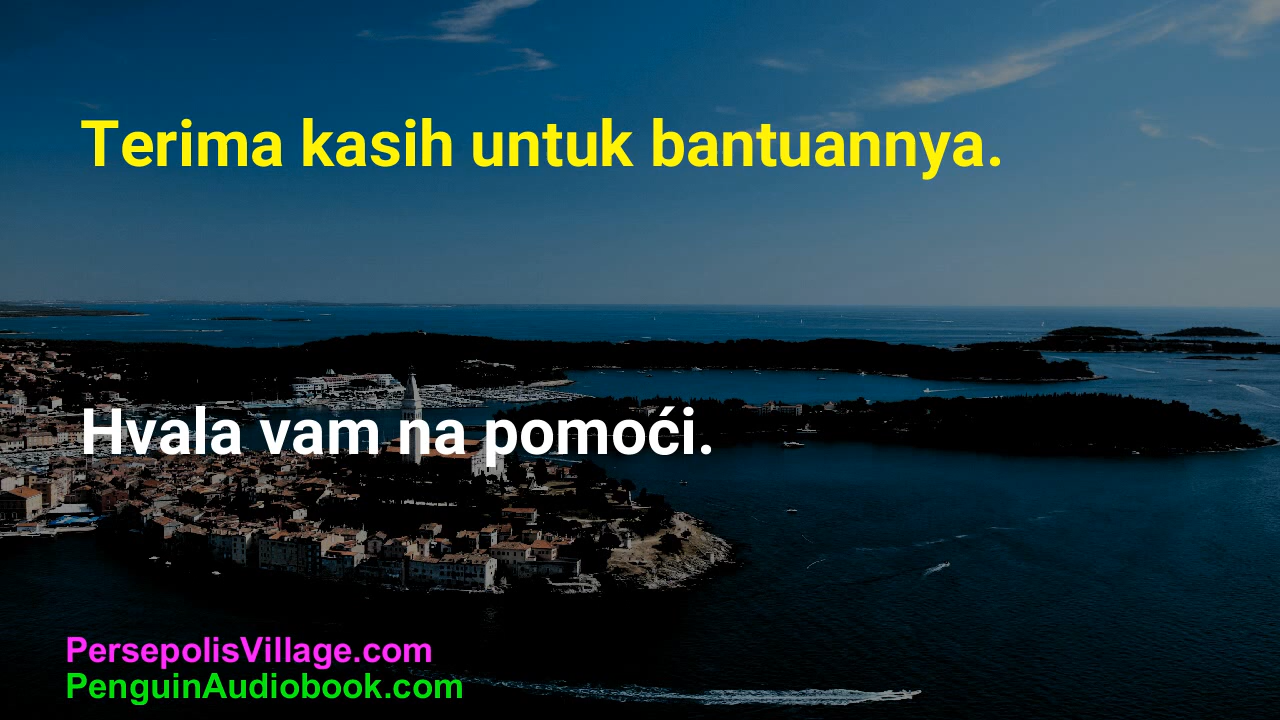 Terima kasih untuk bantuannya.
Hvala vam na pomoći.
PersepolisVillage.com
PenguinAudiobook.com